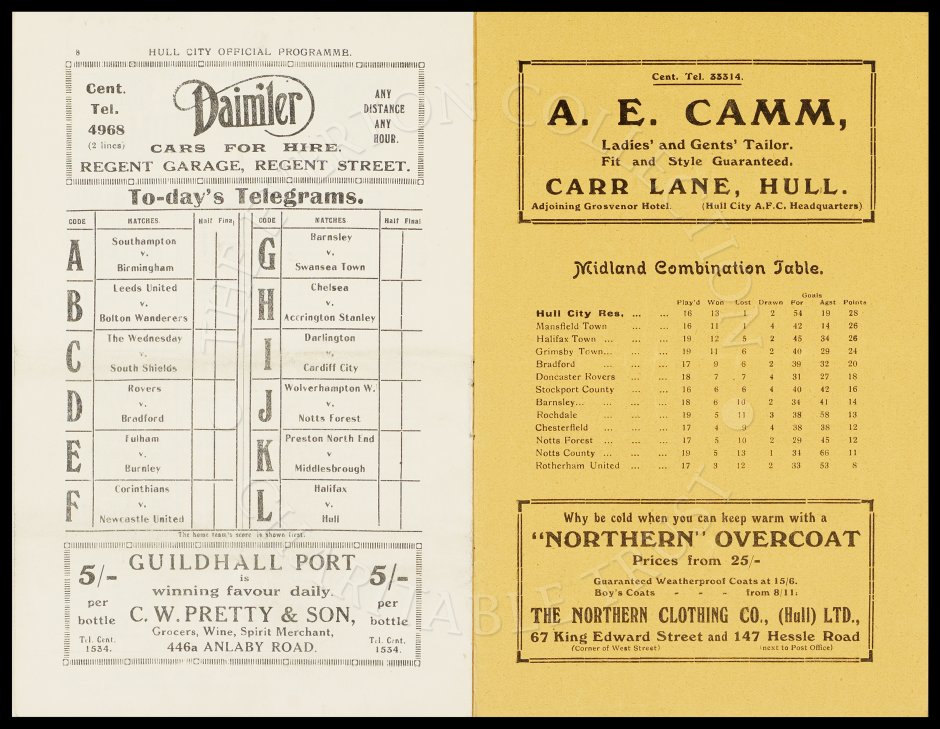 8 HULL CITY OFFICIAL PROGRAMME.
Cent.
Tel.
4968
(2 lines)
Daimler
ANY
DISTANCE
ANY
HOUR.
CARS FOR HIRE.
REGENT GARAGE, REGENT STREET.
To-day's Telegrams.
CODE MATCHES. Half Final CODE MATCHES. Half Final
A Southampton v. Birmingham
G Barnsley v. Swansea Town
B Leeds United v. Bolton Wanderers
H Chelsea v. Accrington Stanley
C The Wednesday v. South Shields
I Darlington v. Cardiff City
D Rovers v. Bradford
J Wolverhampton W. v. Notts Forest
E Fulham v. Burnley
K Preston North End v. Middlesbrough
F Corinthians v. Newcastle United
L Halifax v. Hull
The home team's score is shown first.
5/-
per
bottle
Tel. Cent.
1534.
GUILDHALL PORT
is
winning favour daily.
C. W. PRETTY & SON,
Grocers, Wine, Spirit Merchant,
446a ANLABY ROAD.
5/-
per
bottle
Tel. Cent.
1534.
Cent. Tel. 33314.
A. E. CAMM,
Ladies' and Gents' Tailor.
Fit and Style Guaranteed.
CARR LANE, HULL.
Adjoining Grosvenor Hotel. (Hull City A.F.C. Headquarters)
Midland Combination Table.
Goals
Play'd Won Lost Drawn For Agst Points
Hull City Res. ... ... 16 13 1 2 54 19 28
Mansfield Town ... ... 16 11 1 4 42 14 26
Halifax Town ... ... ... 19 12 5 2 45 34 26
Grimsby Town... ... ... 19 11 6 2 40 29 24
Bradford ... ... ... 17 9 6 2 39 32 20
Doncaster Rovers ... ... 18 7 7 4 31 27 18
Stockport County ... ... 16 6 6 4 40 42 16
Barnsley... ... ... ... 18 6 10 2 34 41 14
Rochdale ... ... ... 19 5 11 3 38 58 13
Chesterfield ... ... ... 17 4 9 4 38 38 12
Notts Forest ... ... ... 17 5 10 2 29 45 12
Notts County ... ... ... 19 5 13 1 34 66 11
Rotherham United ... ... 17 3 12 2 33 53 8
Why be cold when you can keep warm with a
"NORTHERN" OVERCOAT
Prices from 25/-
Guaranteed Weatherproof Coats at 15/6.
Boy's Coats - - - from 8/11:
THE NORTHERN CLOTHING CO., (Hull) LTD.,
67 King Edward Street and 147 Hessle Road
(Corner of West Street) (next to Post Office)